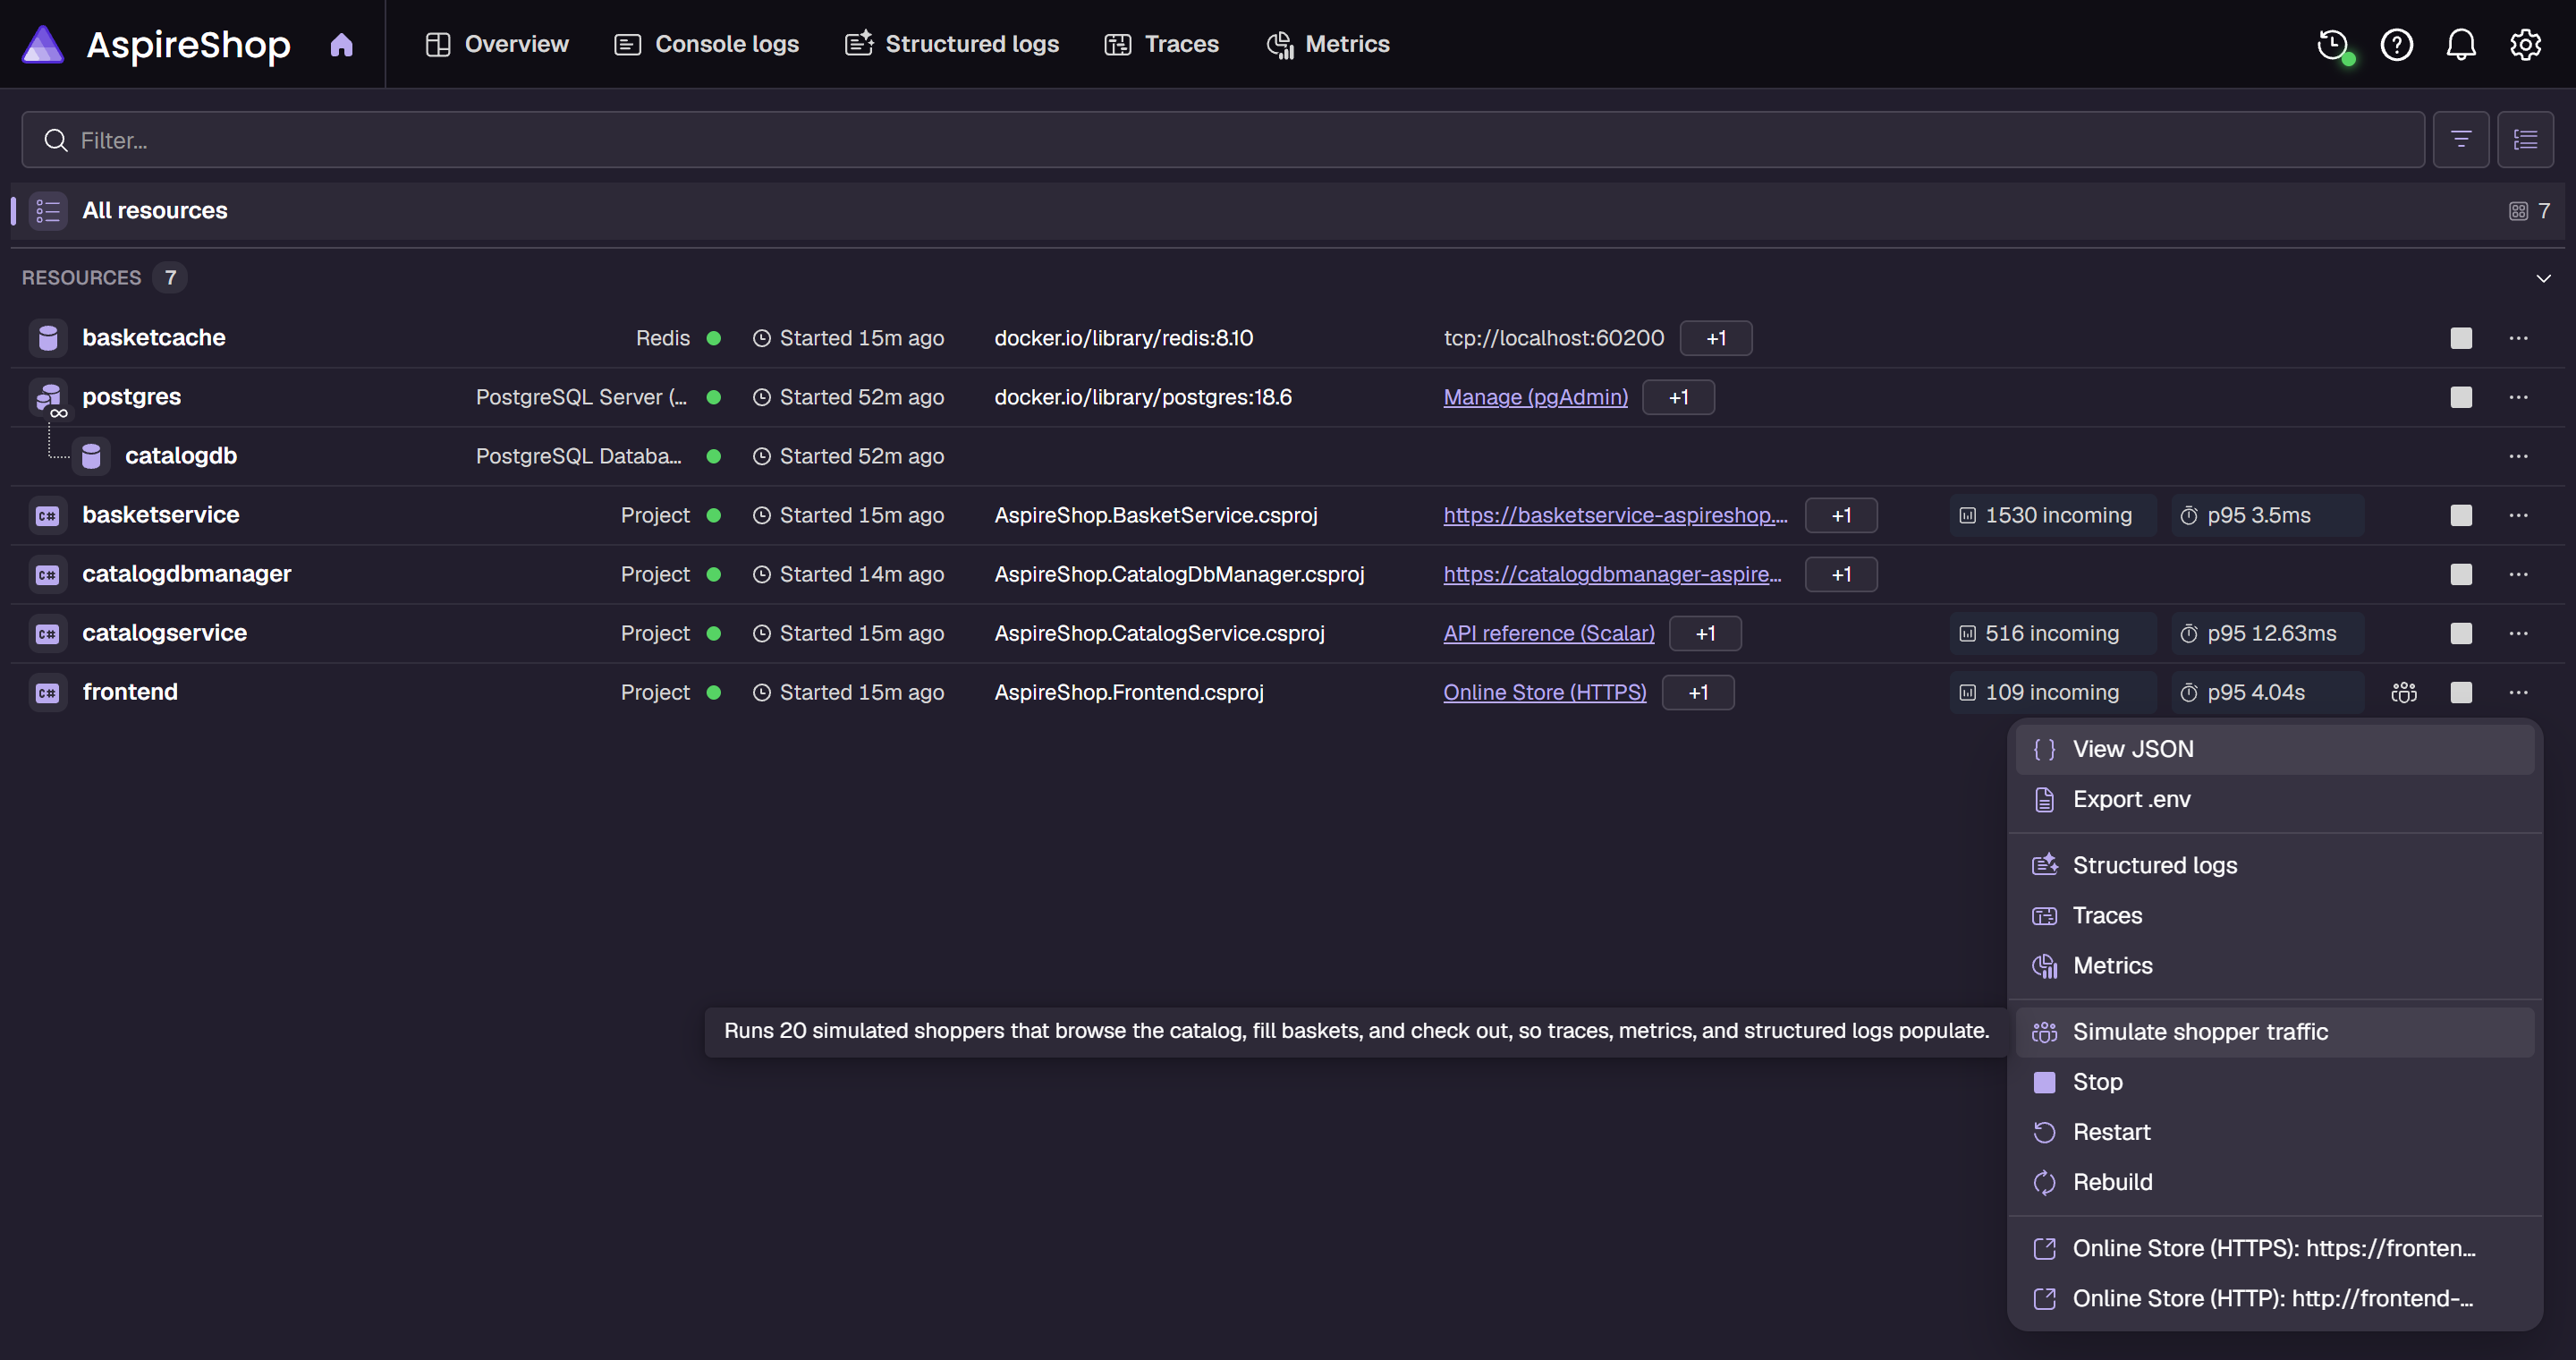 AspireShop Overview Console logs Structured logs Traces Metrics
Filter...
All resources 7
RESOURCES 7
basketcache Redis Started 15m ago docker.io/library/redis:8.10 tcp://localhost:60200 +1
postgres PostgreSQL Server (... Started 52m ago docker.io/library/postgres:18.6 Manage (pgAdmin) +1
catalogdb PostgreSQL Databa... Started 52m ago
C# basketservice Project Started 15m ago AspireShop.BasketService.csproj https://basketservice-aspireshop.... +1 1530 incoming p95 3.5ms
C# catalogdbmanager Project Started 14m ago AspireShop.CatalogDbManager.csproj https://catalogdbmanager-aspire... +1
C# catalogservice Project Started 15m ago AspireShop.CatalogService.csproj API reference (Scalar) +1 516 incoming p95 12.63ms
C# frontend Project Started 15m ago AspireShop.Frontend.csproj Online Store (HTTPS) +1 109 incoming p95 4.04s
View JSON
Export .env
Structured logs
Traces
Metrics
Runs 20 simulated shoppers that browse the catalog, fill baskets, and check out, so traces, metrics, and structured logs populate.
Simulate shopper traffic
Stop
Restart
Rebuild
Online Store (HTTPS): https://fronten...
Online Store (HTTP): http://frontend-...